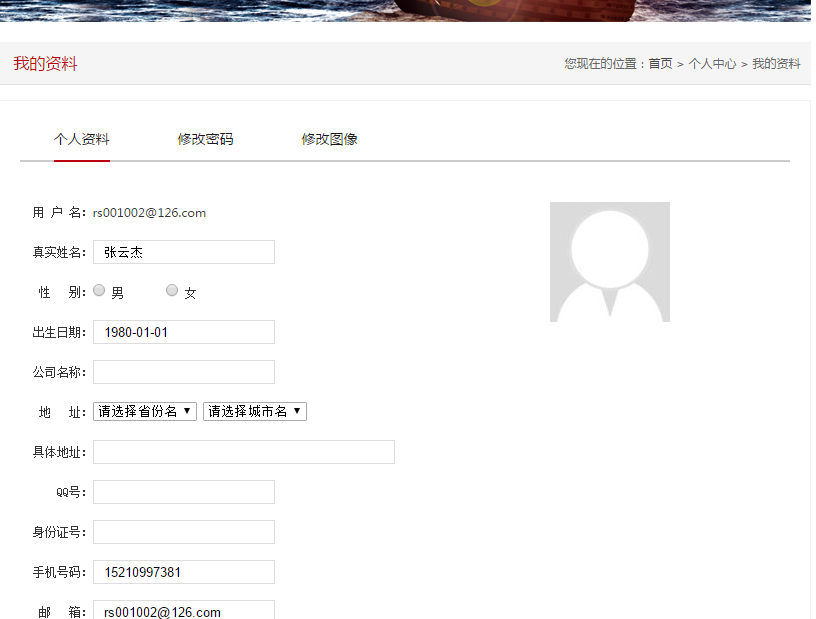 我的资料
您现在的位置：首页 > 个人中心 > 我的资料
个人资料 修改密码 修改图像
用 户 名: rs001002@126.com
真实姓名: 张云杰
性 别: 男 女
出生日期: 1980-01-01
公司名称:
地 址: 请选择省份名 ▼ 请选择城市名 ▼
具体地址:
QQ号:
身份证号:
手机号码: 15210997381
邮 箱: rs001002@126.com